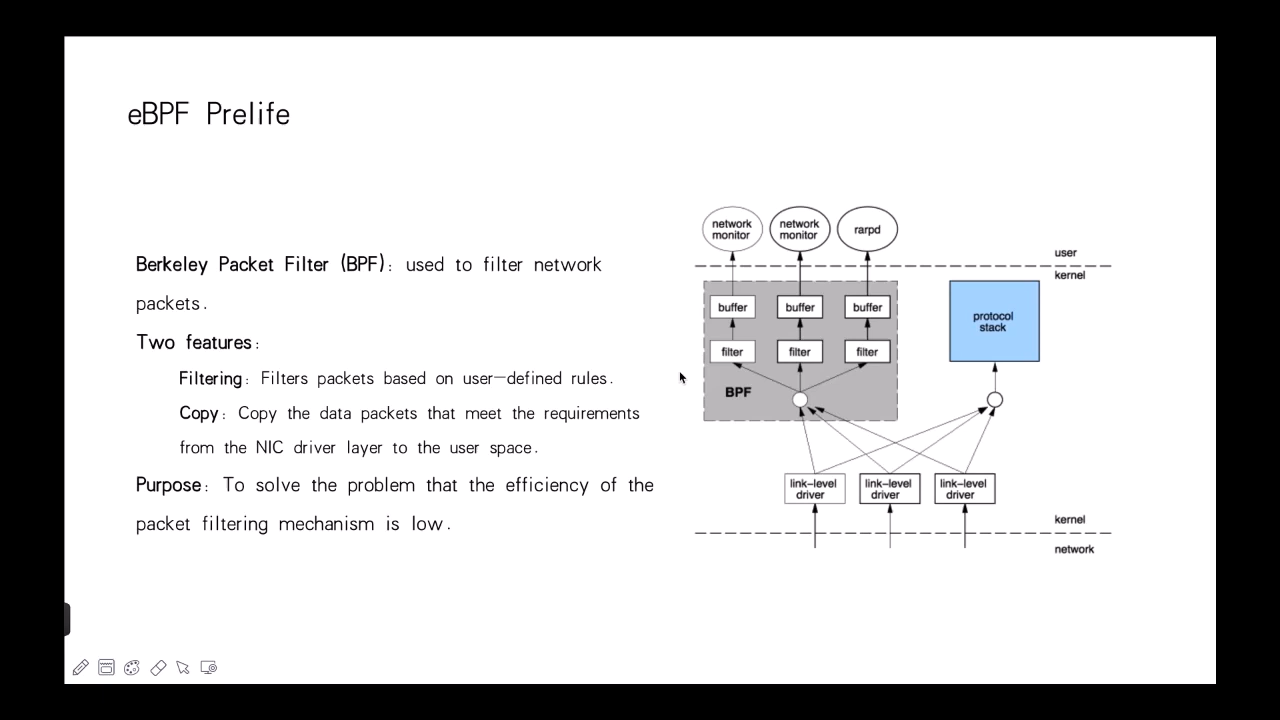 eBPF Prelife
Berkeley Packet Filter (BPF): used to filter network
packets.
Two features:
Filtering: Filters packets based on user-defined rules.
Copy: Copy the data packets that meet the requirements
from the NIC driver layer to the user space.
Purpose: To solve the problem that the efficiency of the
packet filtering mechanism is low.
network
monitor
network
monitor
rarpd
user
kernel
buffer
buffer
buffer
protocol
stack
filter
filter
filter
BPF
link-level
driver
link-level
driver
link-level
driver
kernel
network